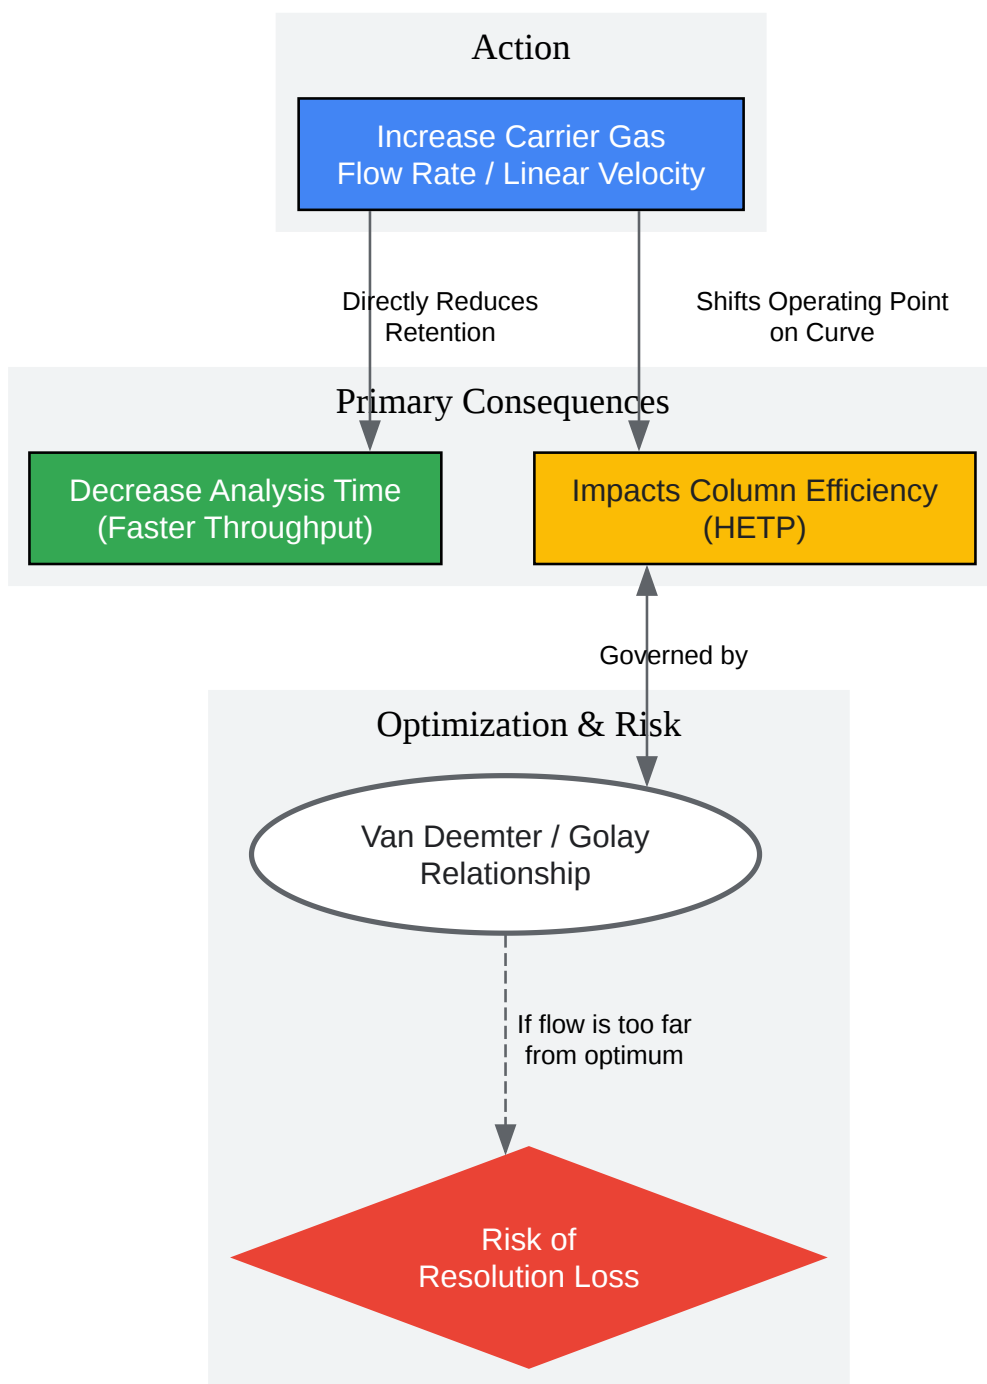 Action
Increase Carrier Gas
Flow Rate / Linear Velocity
Directly Reduces
Retention
Shifts Operating Point
on Curve
Primary Consequences
Decrease Analysis Time
(Faster Throughput)
Impacts Column Efficiency
(HETP)
Governed by
Optimization & Risk
Van Deemter / Golay
Relationship
If flow is too far
from optimum
Risk of
Resolution Loss